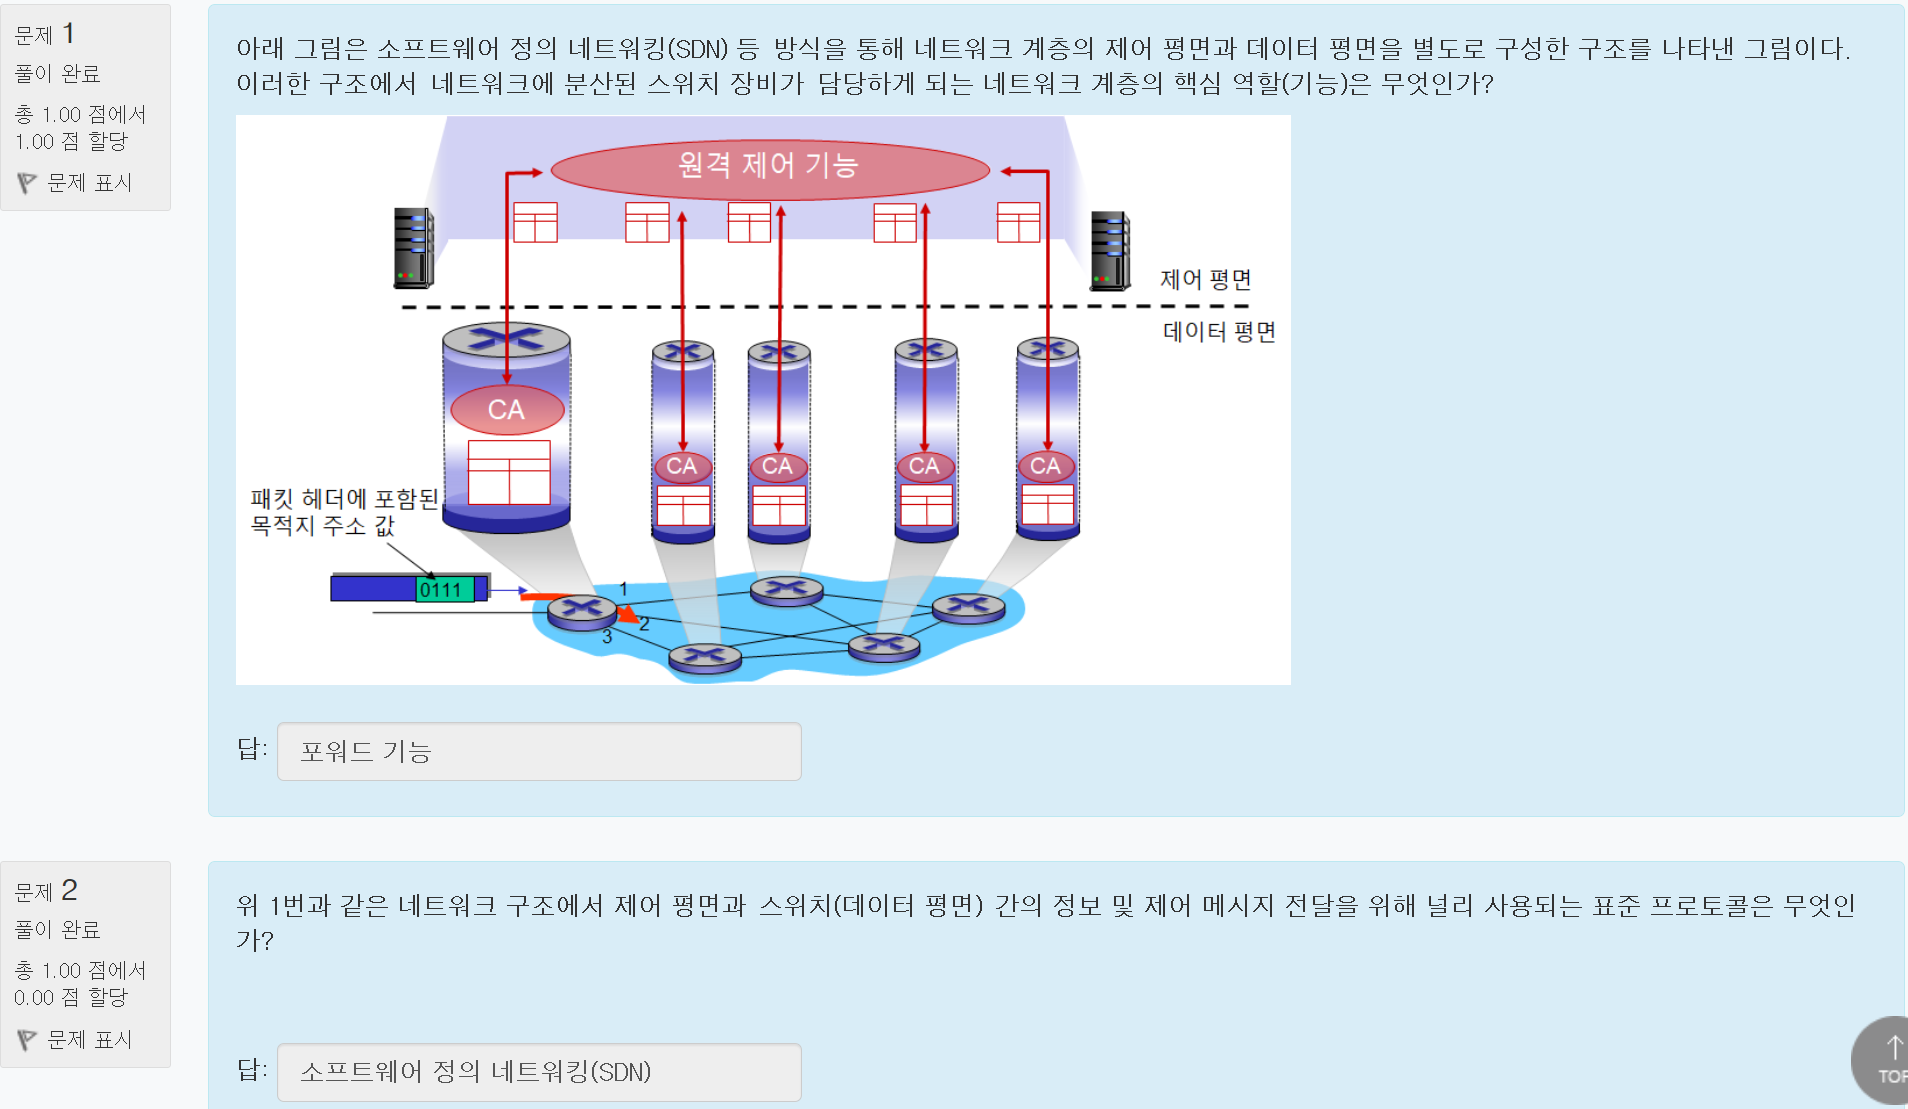 문제 1
풀이 완료
총 1.00 점에서
1.00 점 할당
문제 표시
아래 그림은 소프트웨어 정의 네트워킹(SDN) 등 방식을 통해 네트워크 계층의 제어 평면과 데이터 평면을 별도로 구성한 구조를 나타낸 그림이다.
이러한 구조에서 네트워크에 분산된 스위치 장비가 담당하게 되는 네트워크 계층의 핵심 역할(기능)은 무엇인가?
원격 제어 기능
제어 평면
데이터 평면
CA
CA
CA
CA
CA
패킷 헤더에 포함된
목적지 주소 값
0111
1
2
3
답: 포워드 기능
문제 2
풀이 완료
총 1.00 점에서
0.00 점 할당
문제 표시
위 1번과 같은 네트워크 구조에서 제어 평면과 스위치(데이터 평면) 간의 정보 및 제어 메시지 전달을 위해 널리 사용되는 표준 프로토콜은 무엇인
가?
답: 소프트웨어 정의 네트워킹(SDN)
TOP